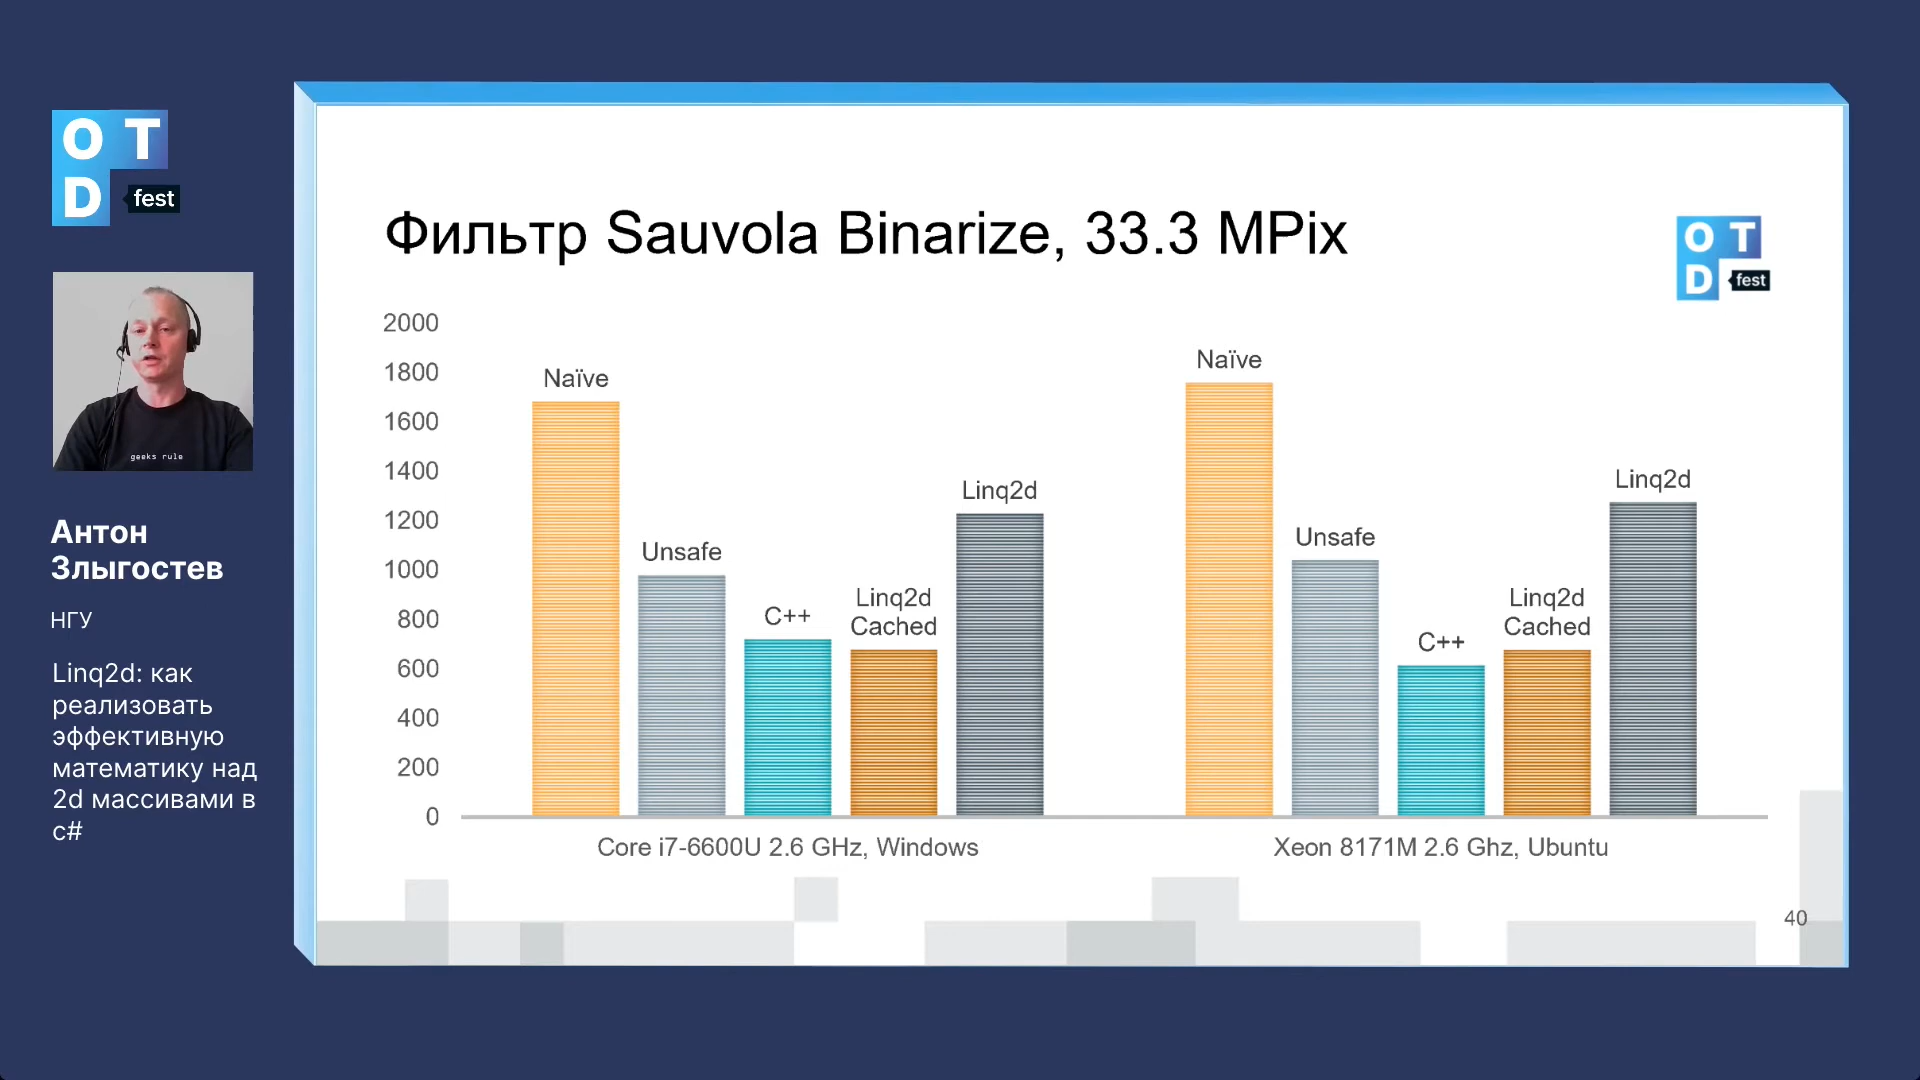 O T
D fest
geeks rule
Антон
Злыгостев
НГУ
Linq2d: как
реализовать
эффективную
математику над
2d массивами в
c#
Фильтр Sauvola Binarize, 33.3 MPix
O T
D fest
2000
1800
1600
1400
1200
1000
800
600
400
200
0
Naïve
Unsafe
C++
Linq2d
Cached
Linq2d
Naïve
Unsafe
C++
Linq2d
Cached
Linq2d
Core i7-6600U 2.6 GHz, Windows
Xeon 8171M 2.6 Ghz, Ubuntu
40